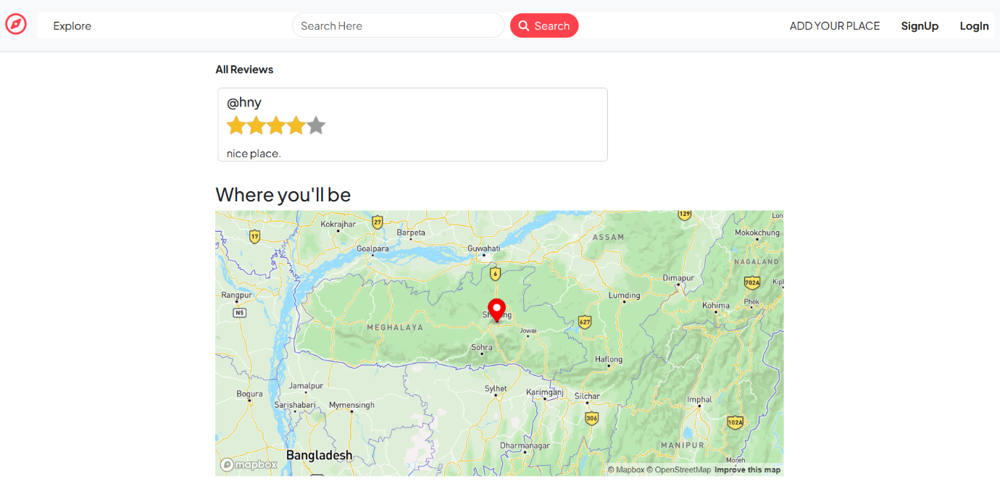 Explore
Search Here
Search
ADD YOUR PLACE
SignUp
LogIn
All Reviews
@hny
nice place.
Where you'll be
129
27
17
Kokrajhar
Barpeta
Goalpara
Guwahati
ASSAM
Mokokchung
NAGALAND
6
Dimapur
702A
Rangpur
N5
Lumding
Kohima
Phek
627
MEGHALAYA
Jowai
Sohra
Haflong
Sylhet
Karimganj
Silchar
Jamalpur
Bogura
Sarishabari
Mymensingh
Imphal
306
102A
Dharmanagar
MANIPUR
Bangladesh
Moreh
mapbox
© Mapbox © OpenStreetMap Improve this map